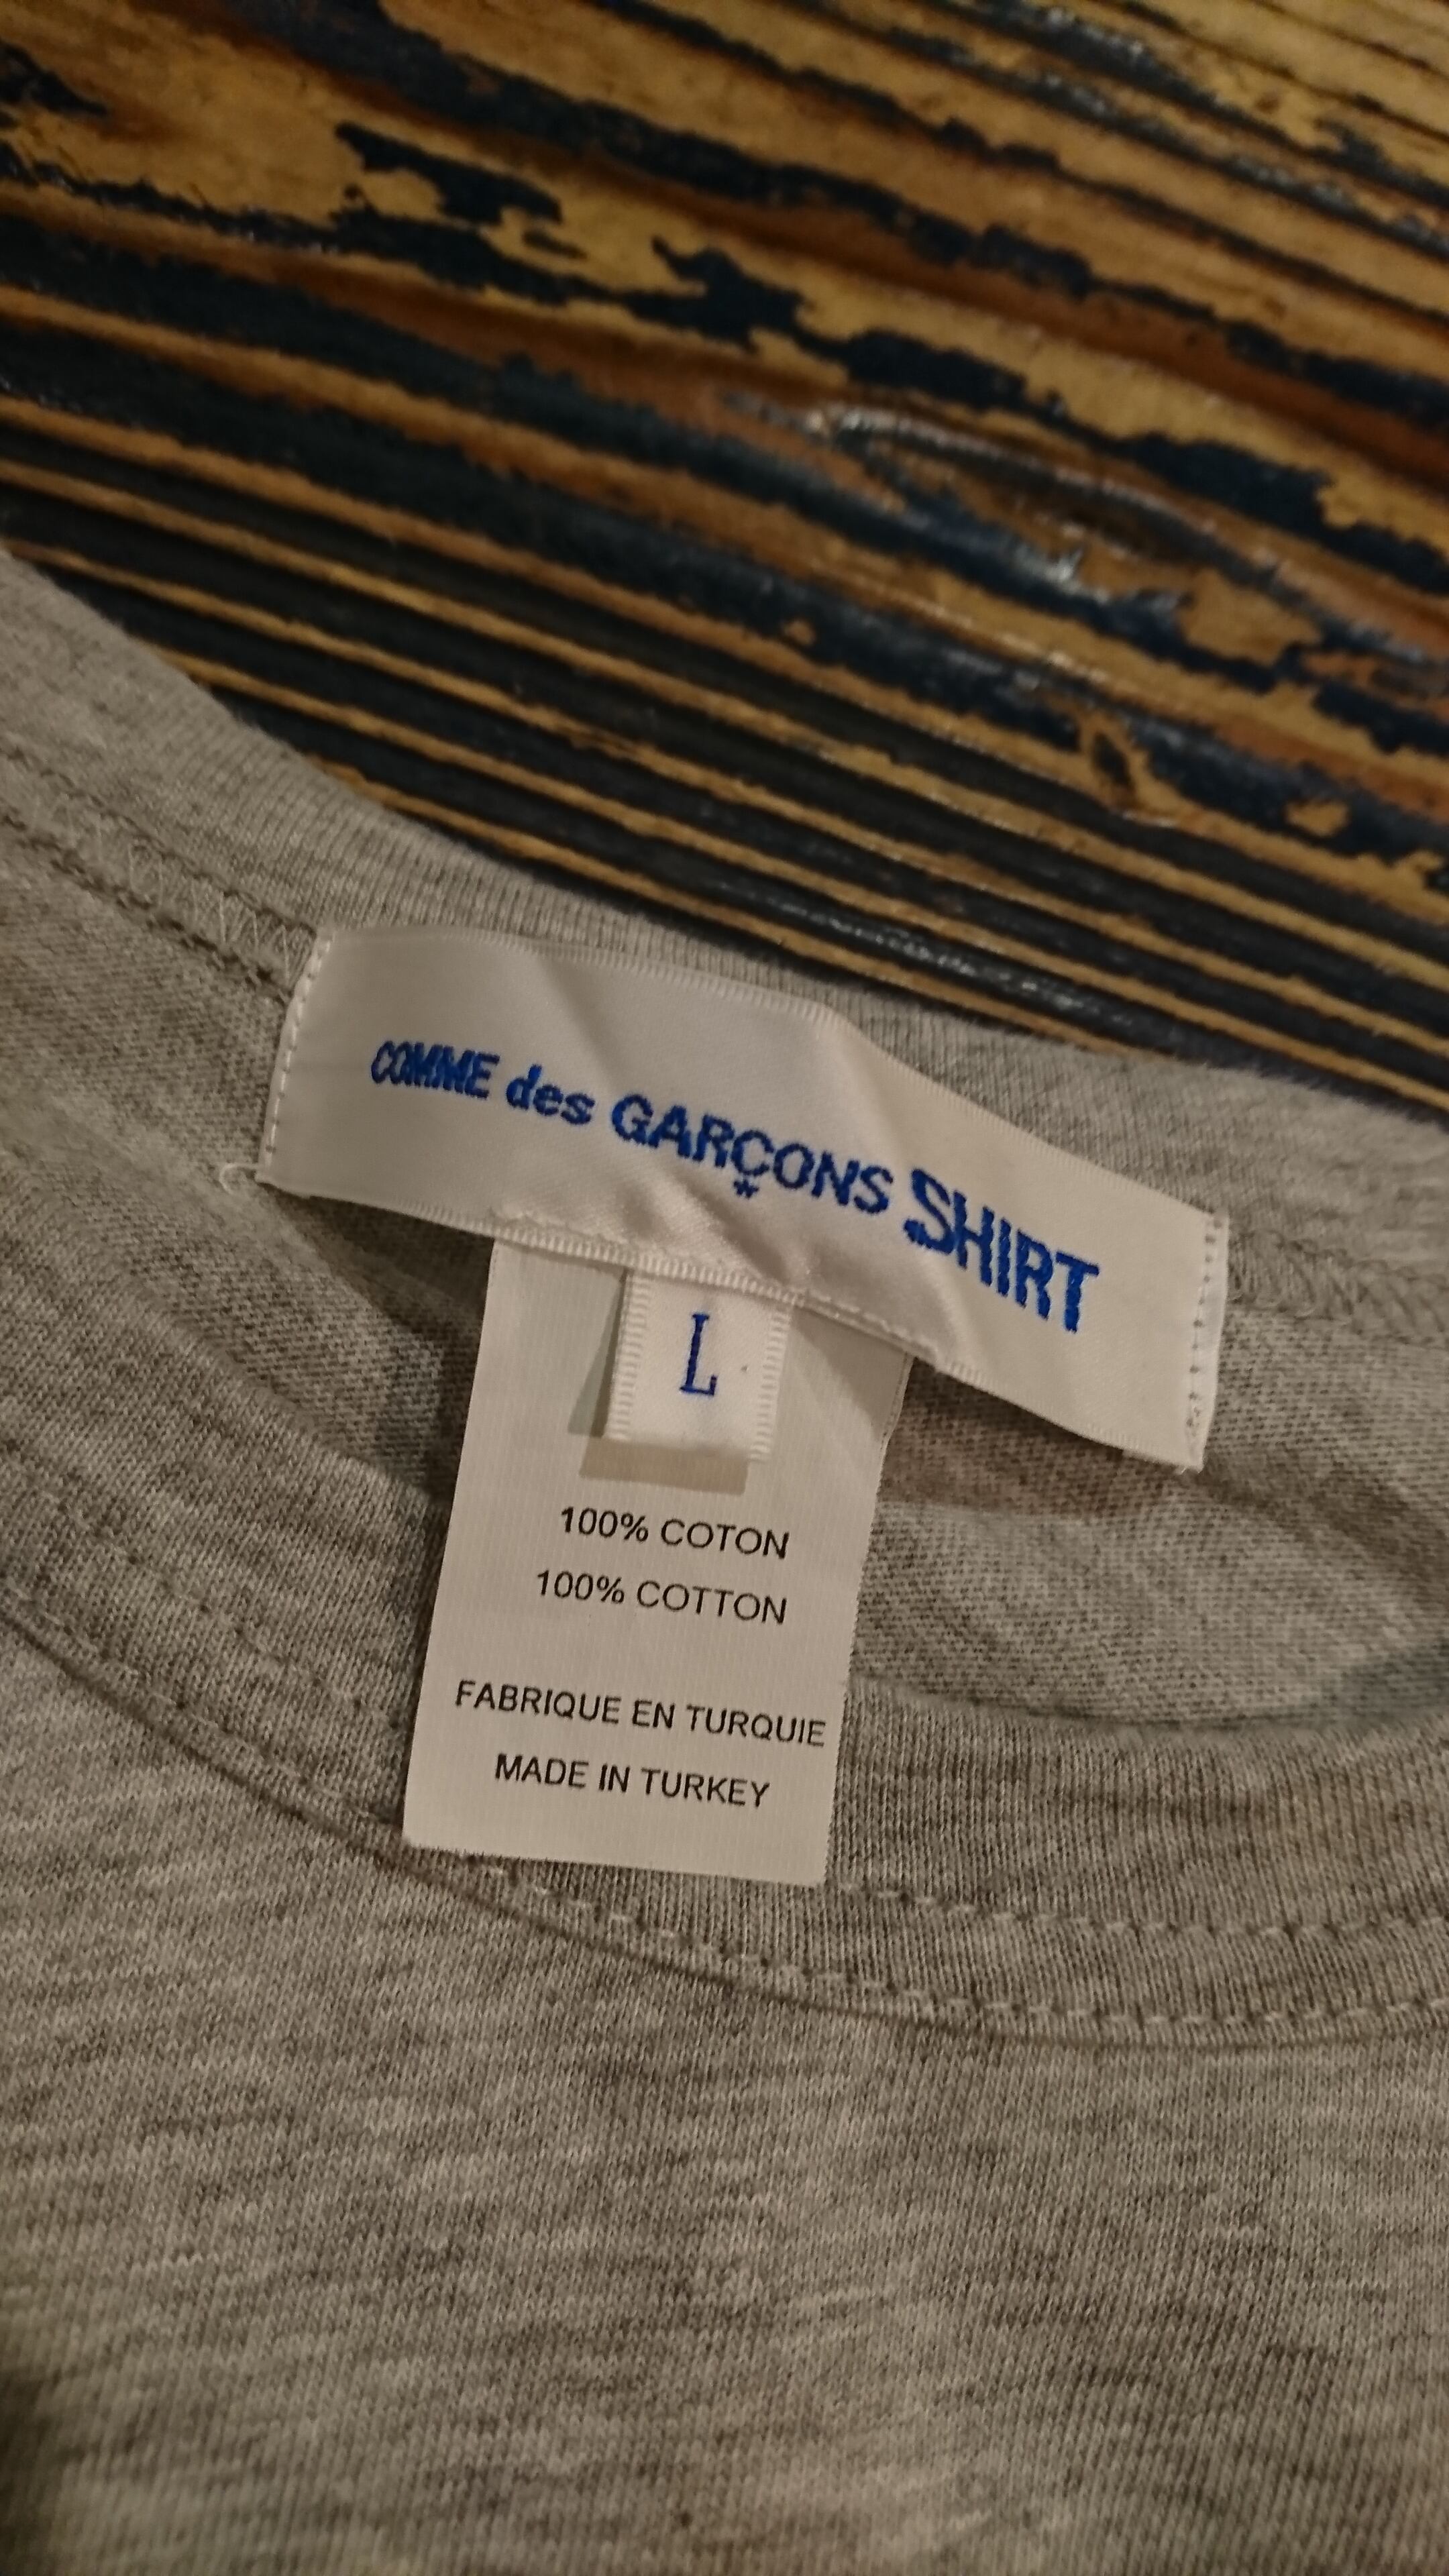 COMME des GARÇONS SHIRT
L
100% COTON
100% COTTON
FABRIQUE EN TURQUIE
MADE IN TURKEY